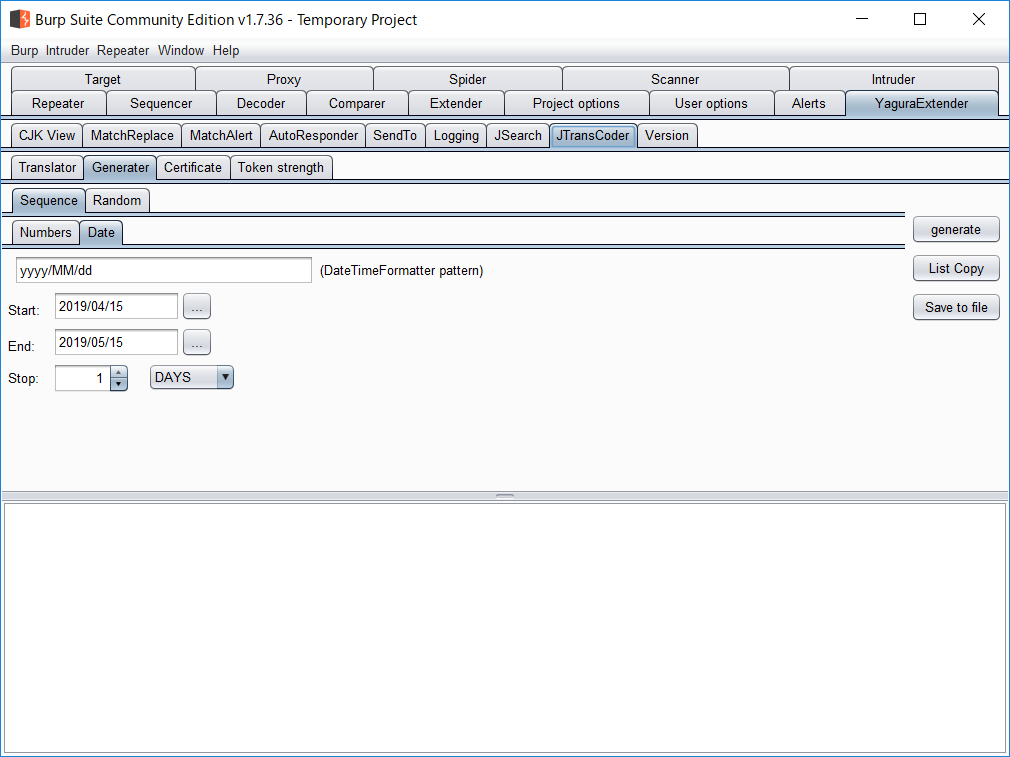 Burp Suite Community Edition v1.7.36 - Temporary Project
Burp Intruder Repeater Window Help
Target Proxy Spider Scanner Intruder
Repeater Sequencer Decoder Comparer Extender Project options User options Alerts YaguraExtender
CJK View MatchReplace MatchAlert AutoResponder SendTo Logging JSearch JTransCoder Version
Translator Generater Certificate Token strength
Sequence Random
Numbers Date
generate
yyyy/MM/dd (DateTimeFormatter pattern)
List Copy
Start: 2019/04/15 ...
Save to file
End: 2019/05/15 ...
Stop: 1 DAYS